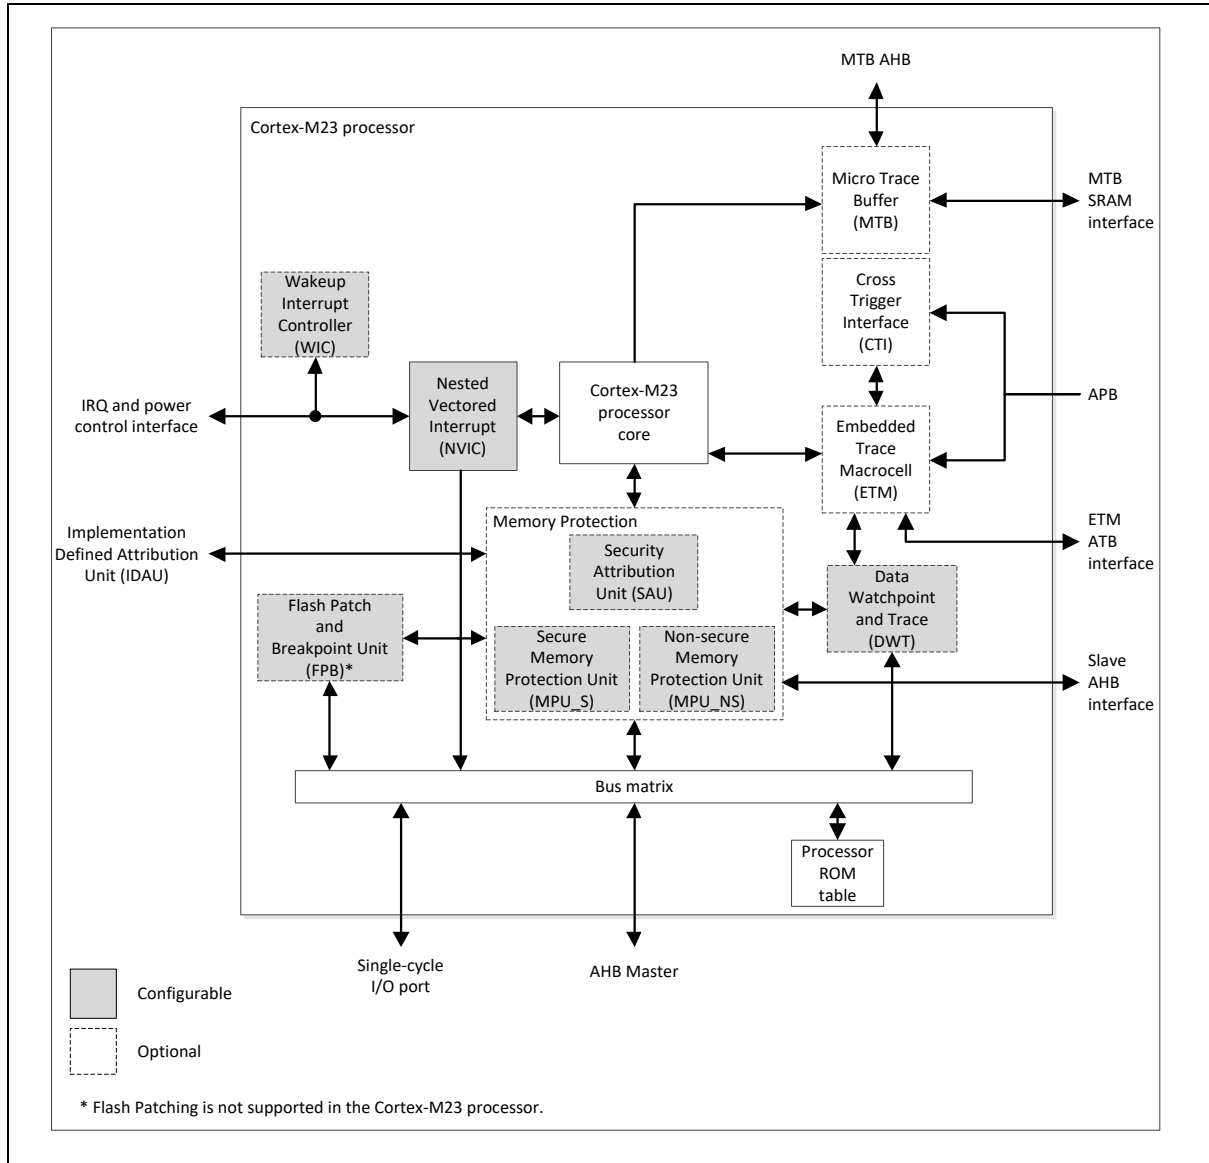 MTB AHB
Cortex-M23 processor
Micro Trace
Buffer
(MTB)
MTB
SRAM
interface
Wakeup
Interrupt
Controller
(WIC)
Cross
Trigger
Interface
(CTI)
IRQ and power
control interface
Nested
Vectored
Interrupt
(NVIC)
Cortex-M23
processor
core
APB
Embedded
Trace
Macrocell
(ETM)
Implementation
Defined Attribution
Unit (IDAU)
Memory Protection
Security
Attribution
Unit (SAU)
ETM
ATB
interface
Flash Patch
and
Breakpoint Unit
(FPB)*
Secure
Memory
Protection Unit
(MPU_S)
Non-secure
Memory
Protection Unit
(MPU_NS)
Data
Watchpoint
and Trace
(DWT)
Slave
AHB
interface
Bus matrix
Processor
ROM
table
Single-cycle
I/O port
AHB Master
Configurable
Optional
* Flash Patching is not supported in the Cortex-M23 processor.